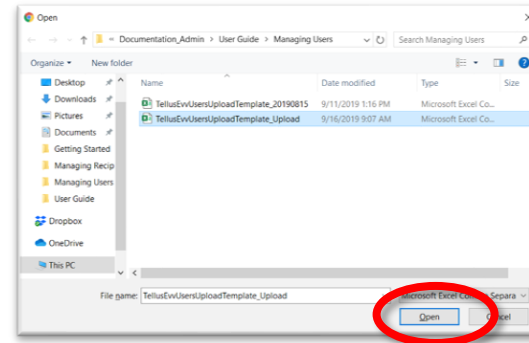 Open
« Documentation_Admin > User Guide > Managing Users
Search Managing Users
Organize
New folder
Name
Date modified
Type
Size
Desktop
Downloads
Pictures
Documents
Getting Started
Managing Recip
Managing Users
User Guide
Dropbox
OneDrive
This PC
TellusEvvUsersUploadTemplate_20190815 9/11/2019 1:16 PM Microsoft Excel Co...
TellusEvvUsersUploadTemplate_Upload 9/16/2019 9:07 AM Microsoft Excel Co...
File name: TellusEvvUsersUploadTemplate_Upload
Microsoft Excel Separa
Open